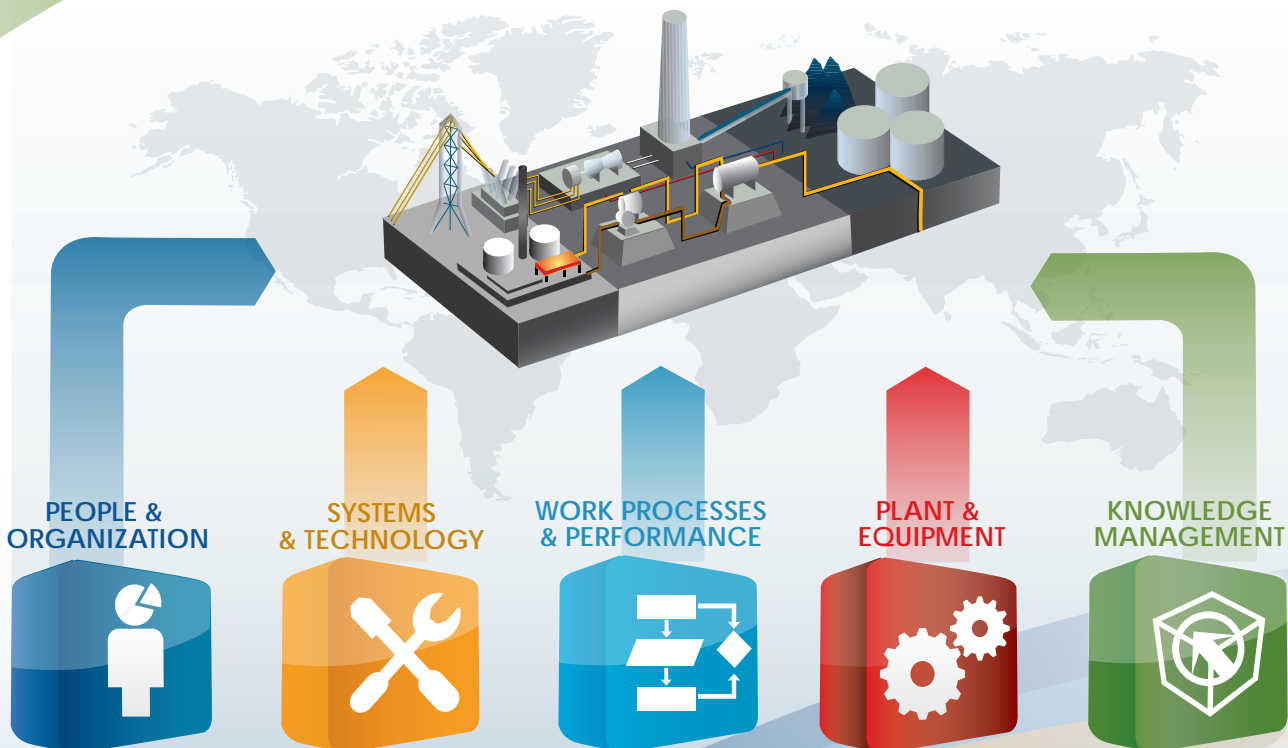 PEOPLE &
ORGANIZATION
SYSTEMS
& TECHNOLOGY
WORK PROCESSES
& PERFORMANCE
PLANT &
EQUIPMENT
KNOWLEDGE
MANAGEMENT